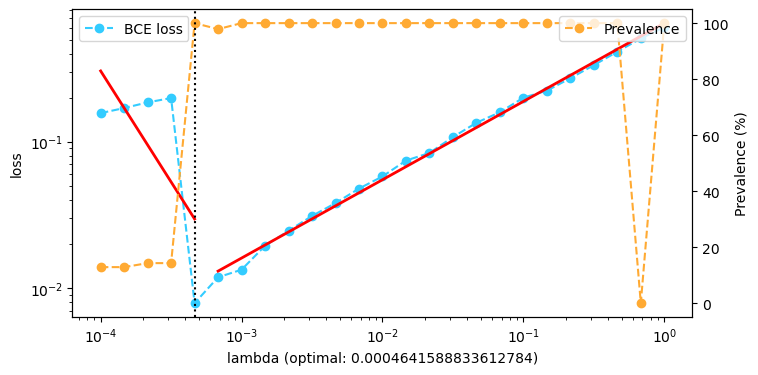 BCE loss
Prevalence
loss
10⁻¹
10⁻²
100
80
60
40
20
0
Prevalence (%)
10⁻⁴
10⁻³
10⁻²
10⁻¹
10⁰
lambda (optimal: 0.0004641588833612784)